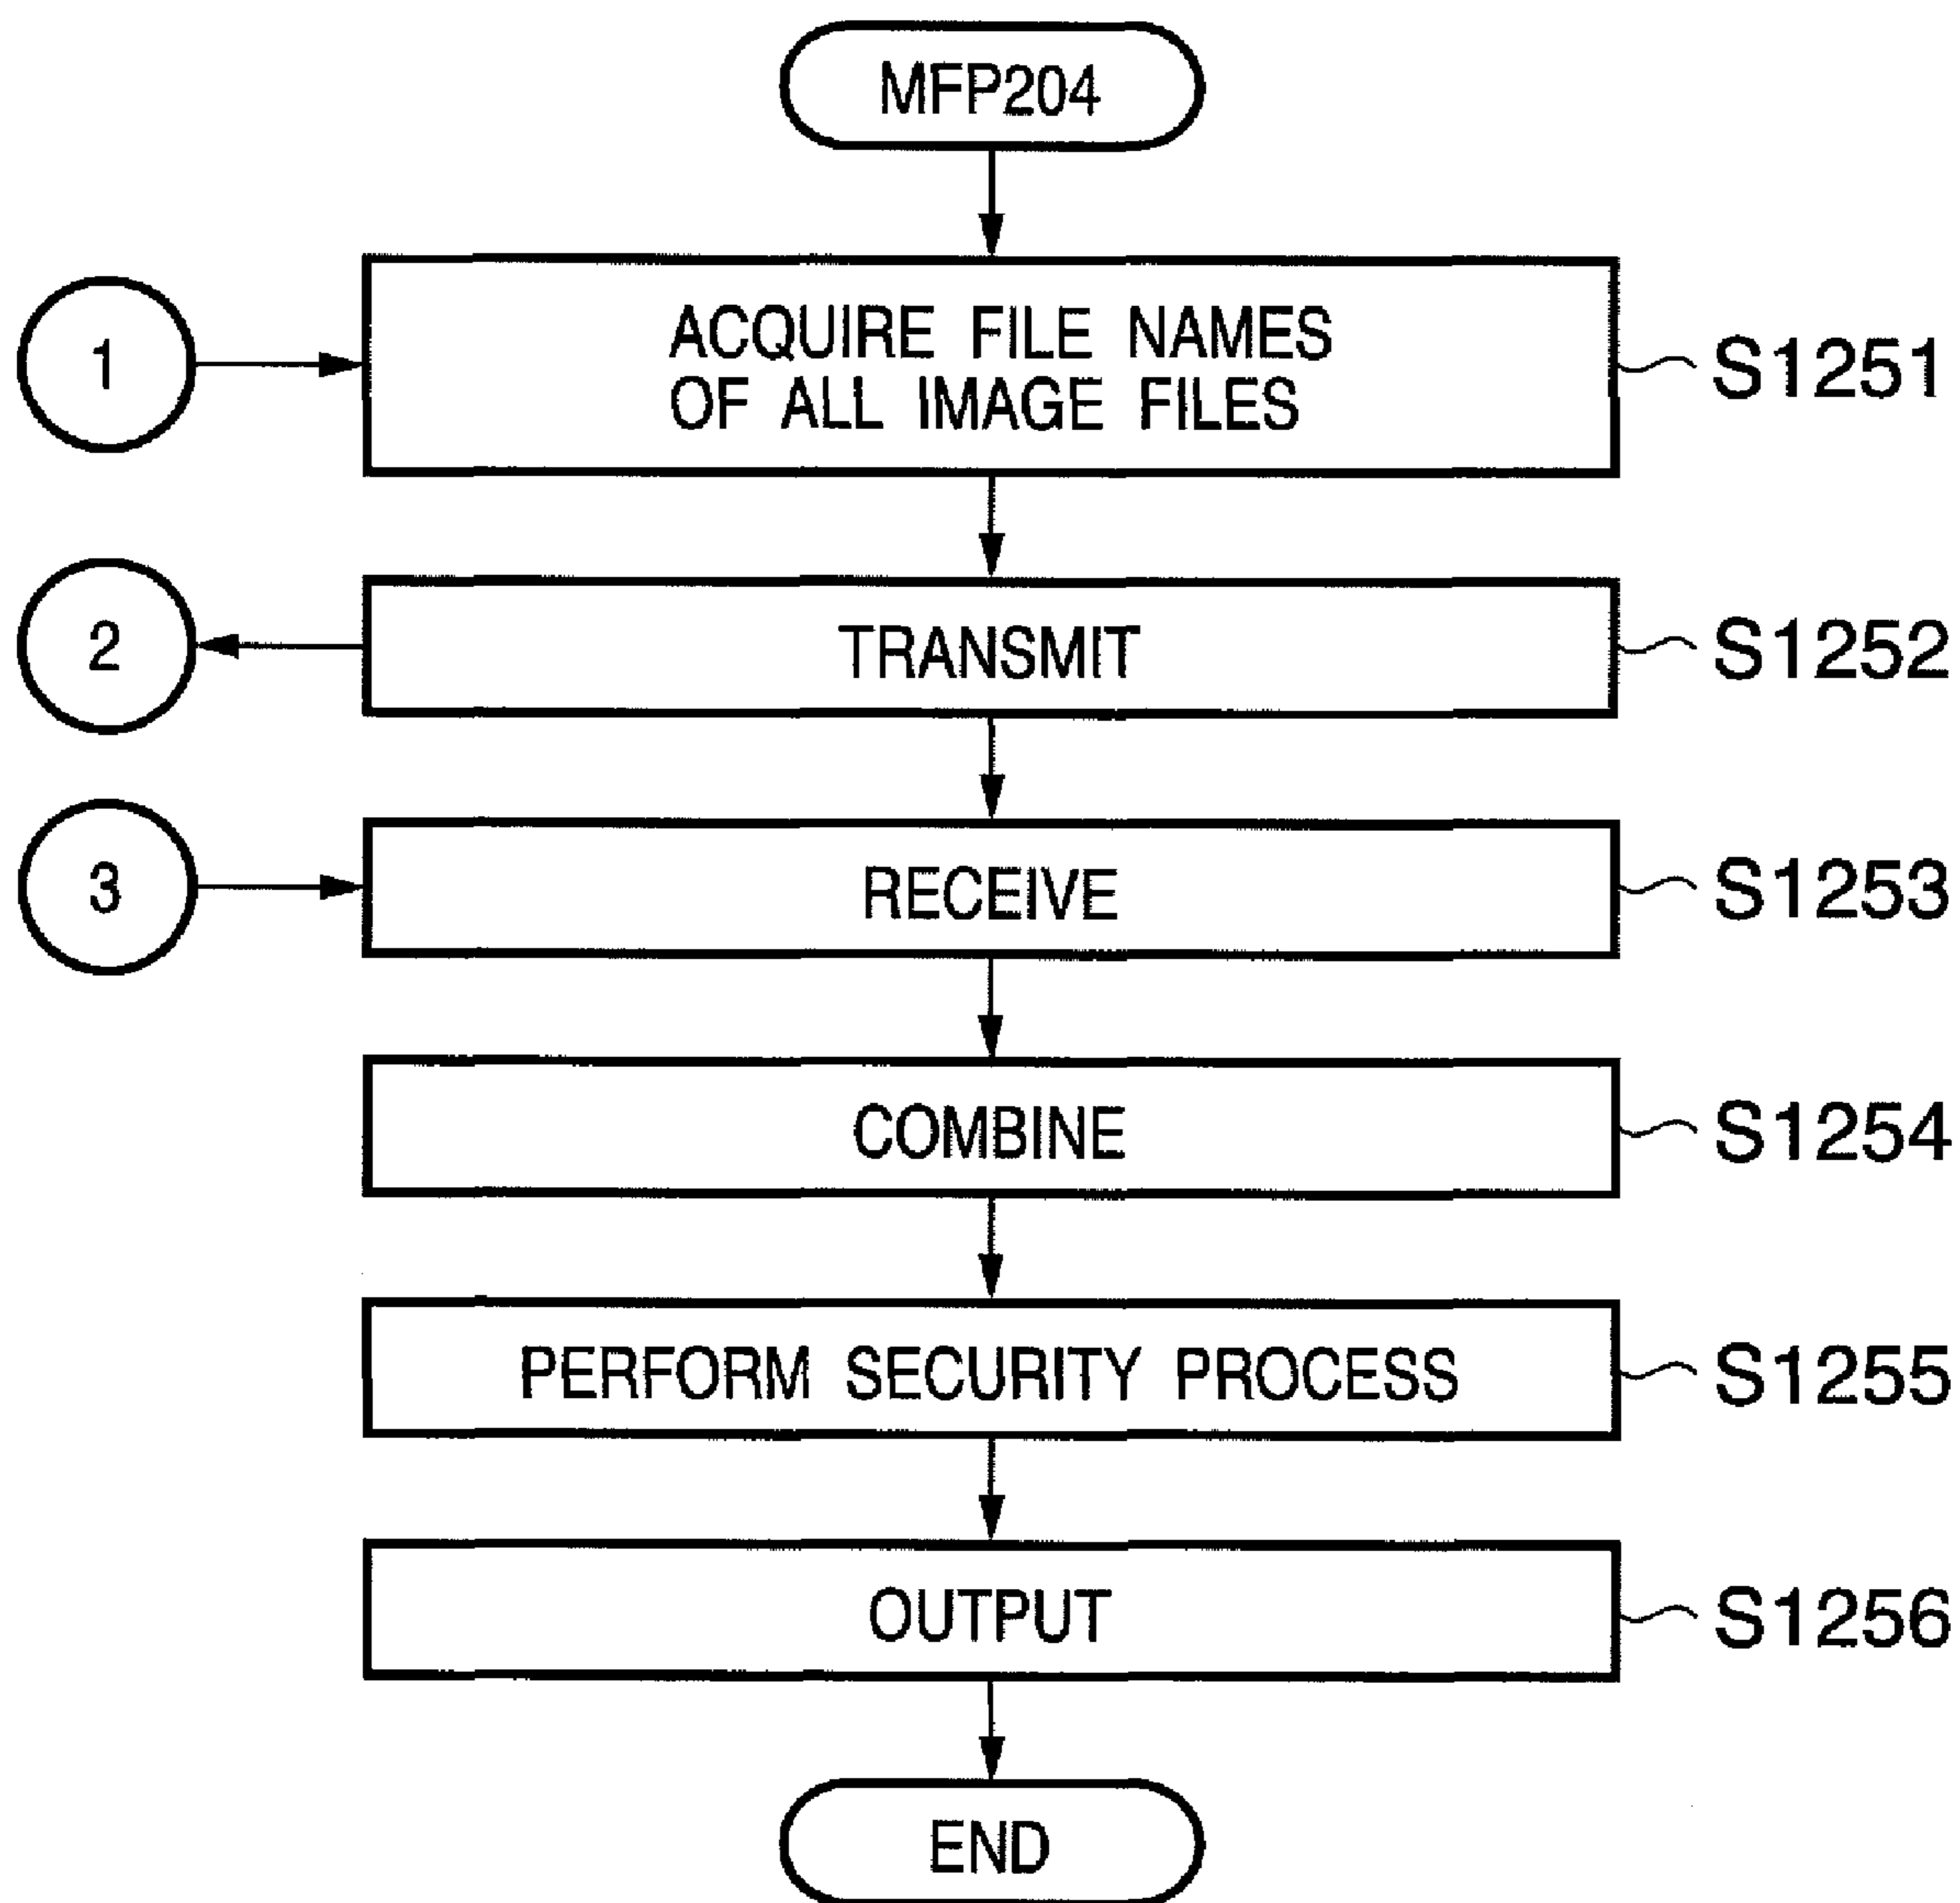 MFP204
1
ACQUIRE FILE NAMES
OF ALL IMAGE FILES
S1251
2
TRANSMIT
S1252
3
RECEIVE
S1253
COMBINE
S1254
PERFORM SECURITY PROCESS
S1255
OUTPUT
S1256
END